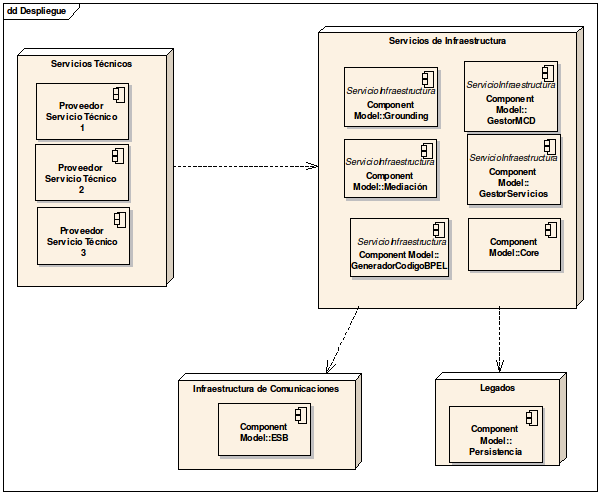 dd Despliegue
Servicios Técnicos
Proveedor
Servicio Técnico
1
Proveedor
Servicio Técnico
2
Proveedor
Servicio Técnico
3
Servicios de Infraestructura
ServicioInfraestructura
Component
Model::Grounding
ServicioInfraestructura
Component
Model::
GestorMCD
ServicioInfraestructura
Component
Model::Mediación
ServicioInfraestructura
Component
Model::
GestorServicios
ServicioInfraestructura
Component Model::
GeneradorCodigoBPEL
Component
Model::Core
Infraestructura de Comunicaciones
Component
Model::ESB
Legados
Component
Model::
Persistencia